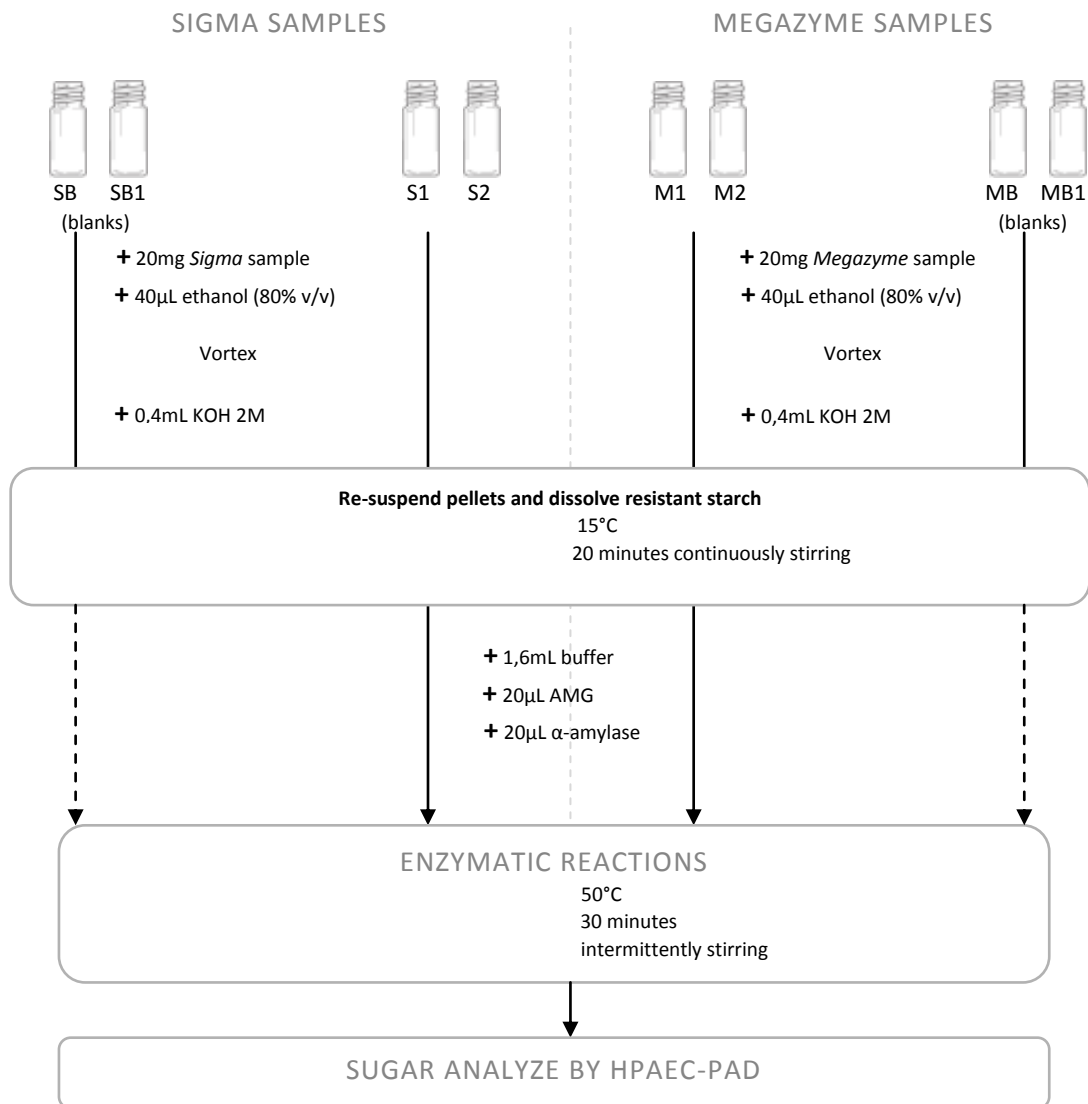 SIGMA SAMPLES
MEGAZYME SAMPLES
SB SB1 S1 S2 M1 M2 MB MB1
(blanks) (blanks)
+ 20mg Sigma sample
+ 40µL ethanol (80% v/v)
Vortex
+ 0,4mL KOH 2M
+ 20mg Megazyme sample
+ 40µL ethanol (80% v/v)
Vortex
+ 0,4mL KOH 2M
Re-suspend pellets and dissolve resistant starch
15°C
20 minutes continuously stirring
+ 1,6mL buffer
+ 20µL AMG
+ 20µL α-amylase
ENZYMATIC REACTIONS
50°C
30 minutes
intermittently stirring
SUGAR ANALYZE BY HPAEC-PAD